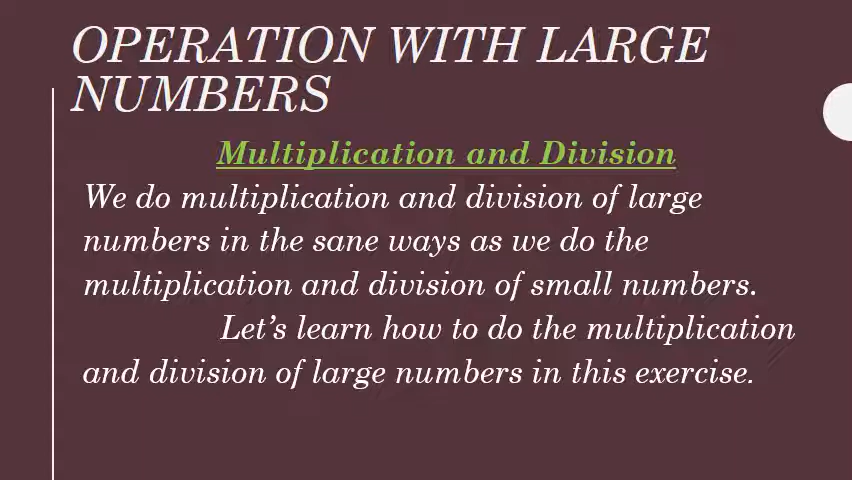 OPERATION WITH LARGE
NUMBERS
Multiplication and Division
We do multiplication and division of large
numbers in the sane ways as we do the
multiplication and division of small numbers.
Let’s learn how to do the multiplication
and division of large numbers in this exercise.